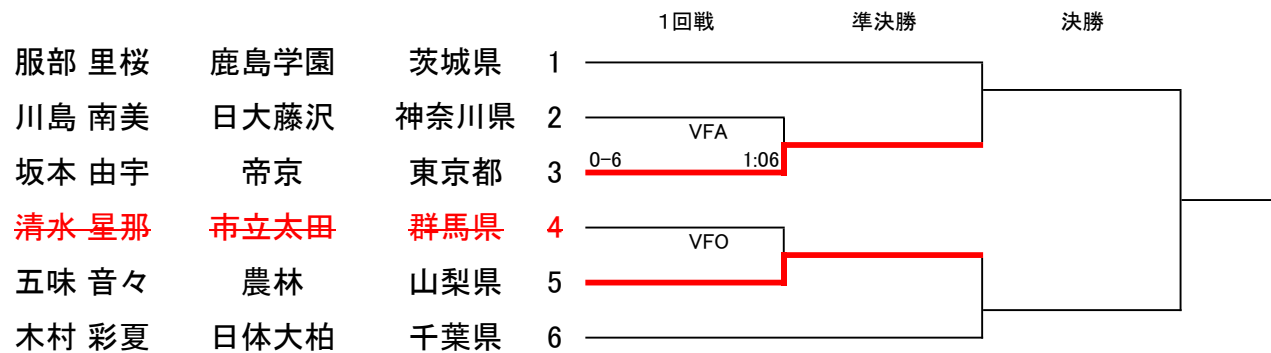 1回戦 準決勝 決勝
服部 里桜 鹿島学園 茨城県 1
川島 南美 日大藤沢 神奈川県 2
VFA
0-6 1:06
坂本 由宇 帝京 東京都 3
清水 星那 市立太田 群馬県 4
VFO
五味 音々 農林 山梨県 5
木村 彩夏 日体大柏 千葉県 6